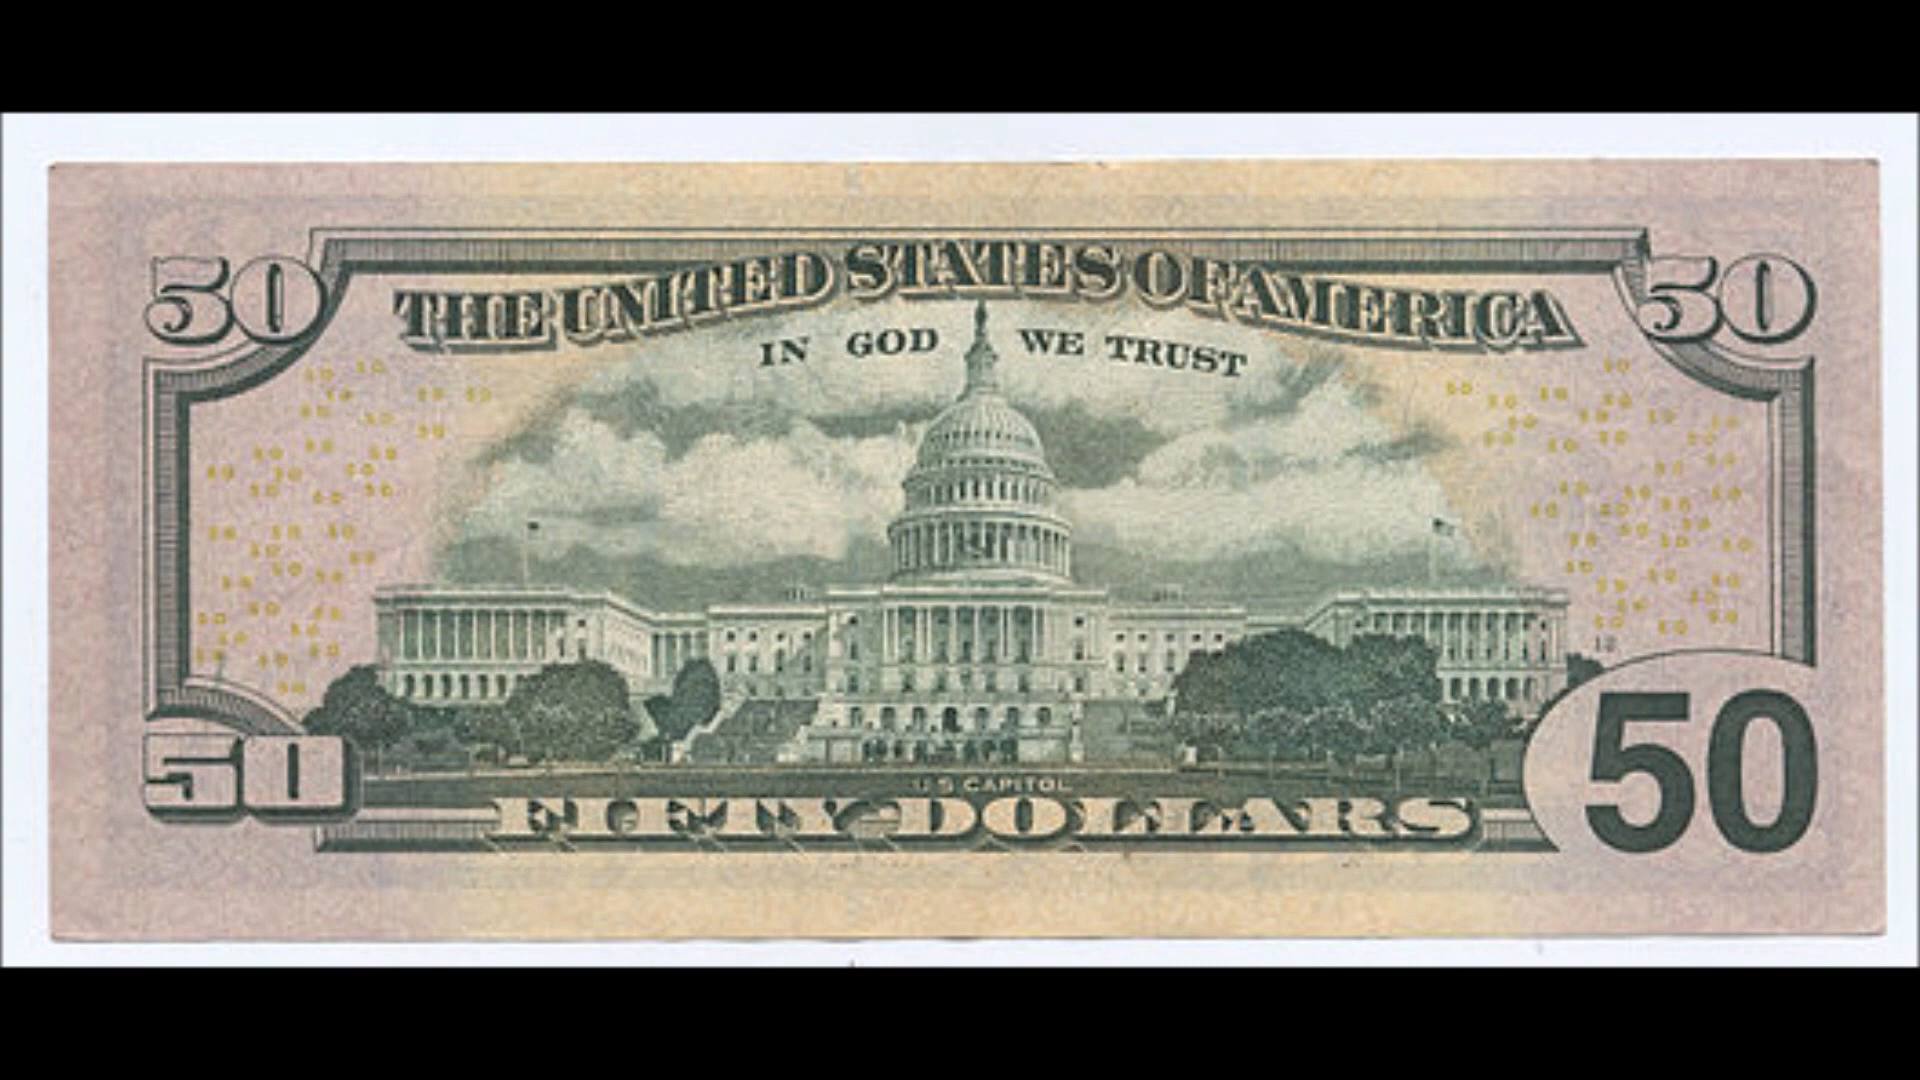 50
THE UNITED STATES OF AMERICA
50
IN GOD WE TRUST
50
U S CAPITOL
FIFTY DOLLARS
50